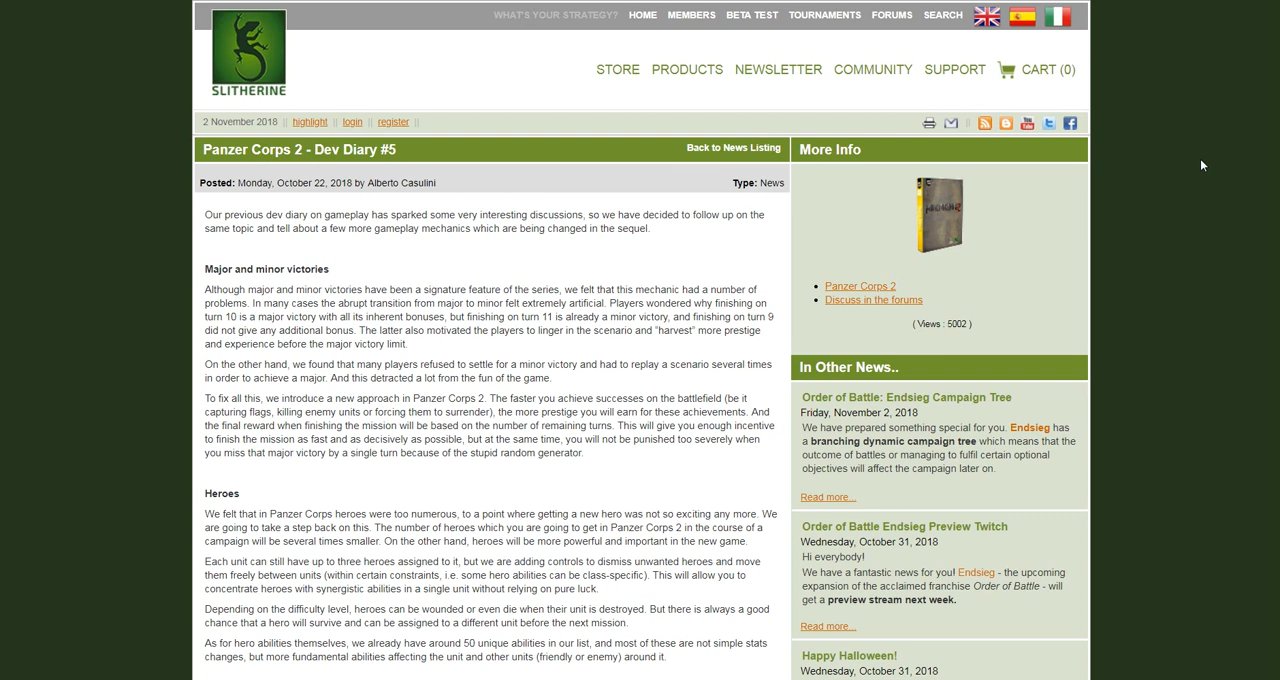 WHAT'S YOUR STRATEGY? HOME MEMBERS BETA TEST TOURNAMENTS FORUMS SEARCH
SLITHERINE
STORE PRODUCTS NEWSLETTER COMMUNITY SUPPORT CART (0)
2 November 2018 || highlight || login || register ||
Panzer Corps 2 - Dev Diary #5
Back to News Listing
Posted: Monday, October 22, 2018 by Alberto Casulini
Type: News
Our previous dev diary on gameplay has sparked some very interesting discussions, so we have decided to follow up on the
same topic and tell about a few more gameplay mechanics which are being changed in the sequel.
Major and minor victories
Although major and minor victories have been a signature feature of the series, we felt that this mechanic had a number of
problems. In many cases the abrupt transition from major to minor felt extremely artificial. Players wondered why finishing on
turn 10 is a major victory with all its inherent bonuses, but finishing on turn 11 is already a minor victory, and finishing on turn 9
did not give any additional bonus. The latter also motivated the players to linger in the scenario and "harvest" more prestige
and experience before the major victory limit.
On the other hand, we found that many players refused to settle for a minor victory and had to replay a scenario several times
in order to achieve a major. And this detracted a lot from the fun of the game.
To fix all this, we introduce a new approach in Panzer Corps 2. The faster you achieve successes on the battlefield (be it
capturing flags, killing enemy units or forcing them to surrender), the more prestige you will earn for these achievements. And
the final reward when finishing the mission will be based on the number of remaining turns. This will give you enough incentive
to finish the mission as fast and as decisively as possible, but at the same time, you will not be punished too severely when
you miss that major victory by a single turn because of the stupid random generator.
Heroes
We felt that in Panzer Corps heroes were too numerous, to a point where getting a new hero was not so exciting any more. We
are going to take a step back on this. The number of heroes which you are going to get in Panzer Corps 2 in the course of a
campaign will be several times smaller. On the other hand, heroes will be more powerful and important in the new game.
Each unit can still have up to three heroes assigned to it, but we are adding controls to dismiss unwanted heroes and move
them freely between units (within certain constraints, i.e. some hero abilities can be class-specific). This will allow you to
concentrate heroes with synergistic abilities in a single unit without relying on pure luck.
Depending on the difficulty level, heroes can be wounded or even die when their unit is destroyed. But there is always a good
chance that a hero will survive and can be assigned to a different unit before the next mission.
As for hero abilities themselves, we already have around 50 unique abilities in our list, and most of these are not simple stats
changes, but more fundamental abilities affecting the unit and other units (friendly or enemy) around it.
More Info
Panzer Corps 2
Discuss in the forums
( Views : 5002 )
In Other News..
Order of Battle: Endsieg Campaign Tree
Friday, November 2, 2018
We have prepared something special for you. Endsieg has
a branching dynamic campaign tree which means that the
outcome of battles or managing to fulfil certain optional
objectives will affect the campaign later on.
Read more...
Order of Battle Endsieg Preview Twitch
Wednesday, October 31, 2018
Hi everybody!
We have a fantastic news for you! Endsieg - the upcoming
expansion of the acclaimed franchise Order of Battle - will
get a preview stream next week.
Read more...
Happy Halloween!
Wednesday, October 31, 2018